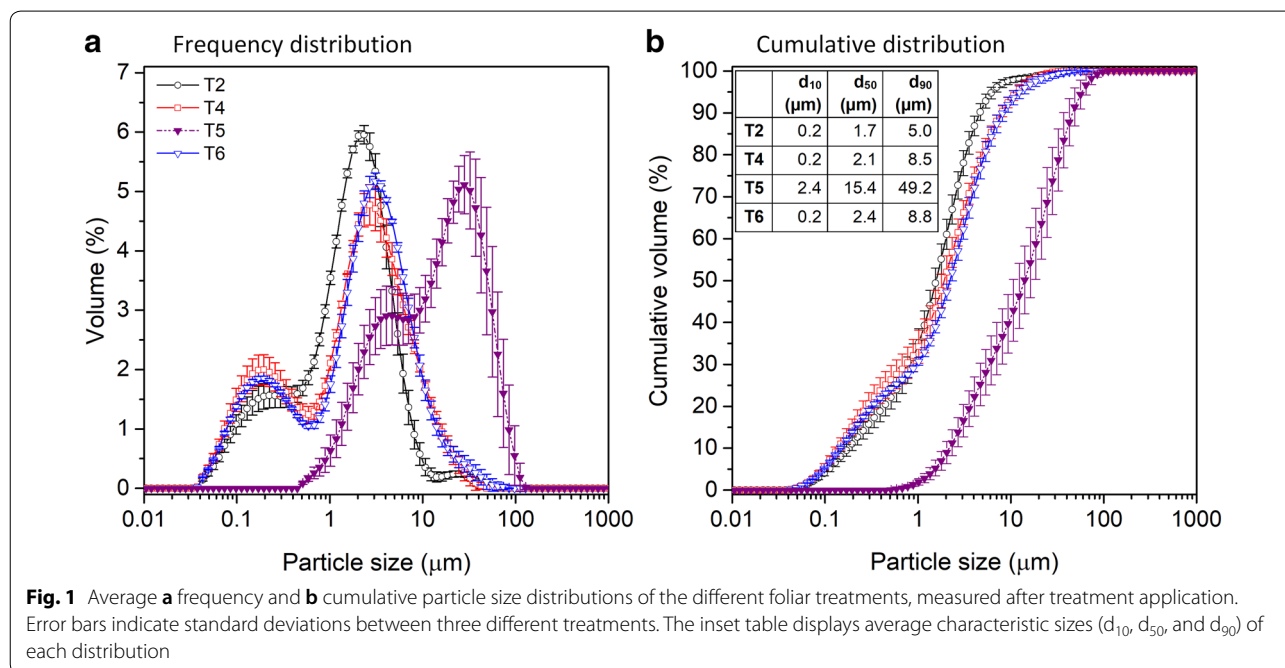 a Frequency distribution
7
6
5
4
3
2
1
0
Volume (%)
T2
T4
T5
T6
0.01 0.1 1 10 100 1000
Particle size (μm)
b Cumulative distribution
100
90
80
70
60
50
40
30
20
10
0
Cumulative volume (%)
d10 (μm) d50 (μm) d90 (μm)
T2 0.2 1.7 5.0
T4 0.2 2.1 8.5
T5 2.4 15.4 49.2
T6 0.2 2.4 8.8
0.01 0.1 1 10 100 1000
Particle size (μm)
Fig. 1 Average a frequency and b cumulative particle size distributions of the different foliar treatments, measured after treatment application.
Error bars indicate standard deviations between three different treatments. The inset table displays average characteristic sizes (d10, d50, and d90) of
each distribution